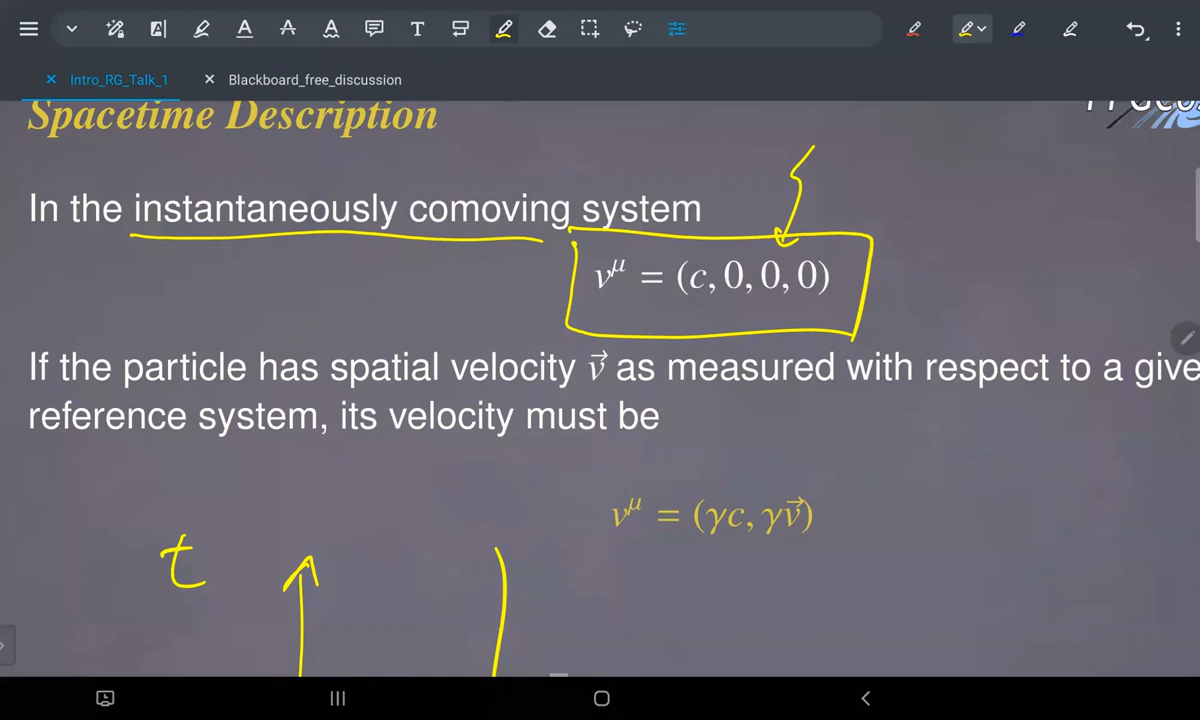 Intro_RG_Talk_1
Blackboard_free_discussion
Spacetime Description
In the instantaneously comoving system
v^μ = (c, 0, 0, 0)
If the particle has spatial velocity v⃗ as measured with respect to a give
reference system, its velocity must be
v^μ = (γc, γv⃗)
t